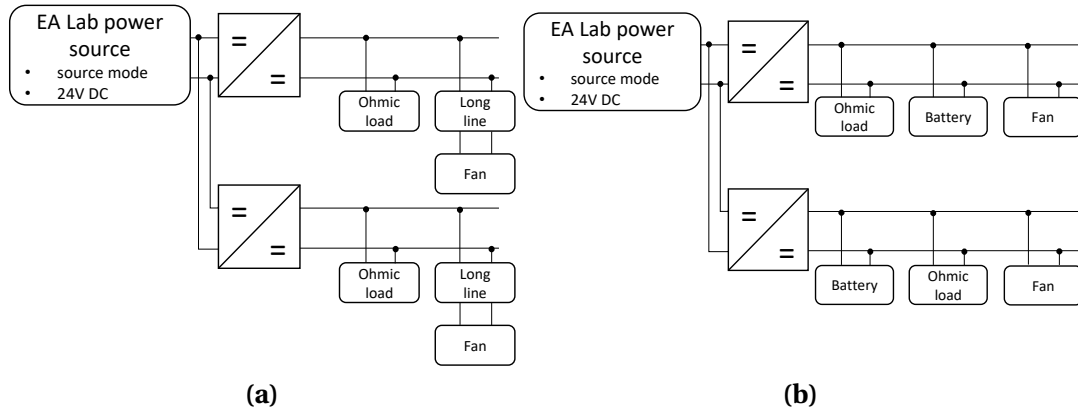 EA Lab power
source
• source mode
• 24V DC
=
=
Ohmic
load
Long
line
Fan
=
=
Ohmic
load
Long
line
Fan
(a)
EA Lab power
source
• source mode
• 24V DC
=
=
Ohmic
load
Battery
Fan
=
=
Battery
Ohmic
load
Fan
(b)